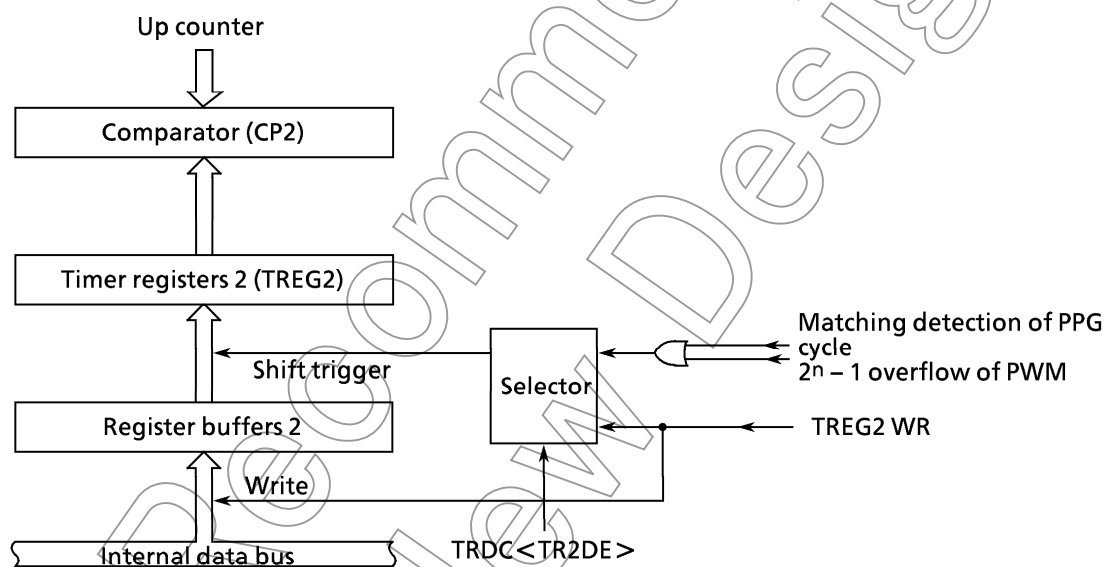 Up counter
Comparator (CP2)
Timer registers 2 (TREG2)
Matching detection of PPG
cycle
2n – 1 overflow of PWM
Shift trigger
Selector
Register buffers 2
TREG2 WR
Write
TRDC<TR2DE>
Internal data bus